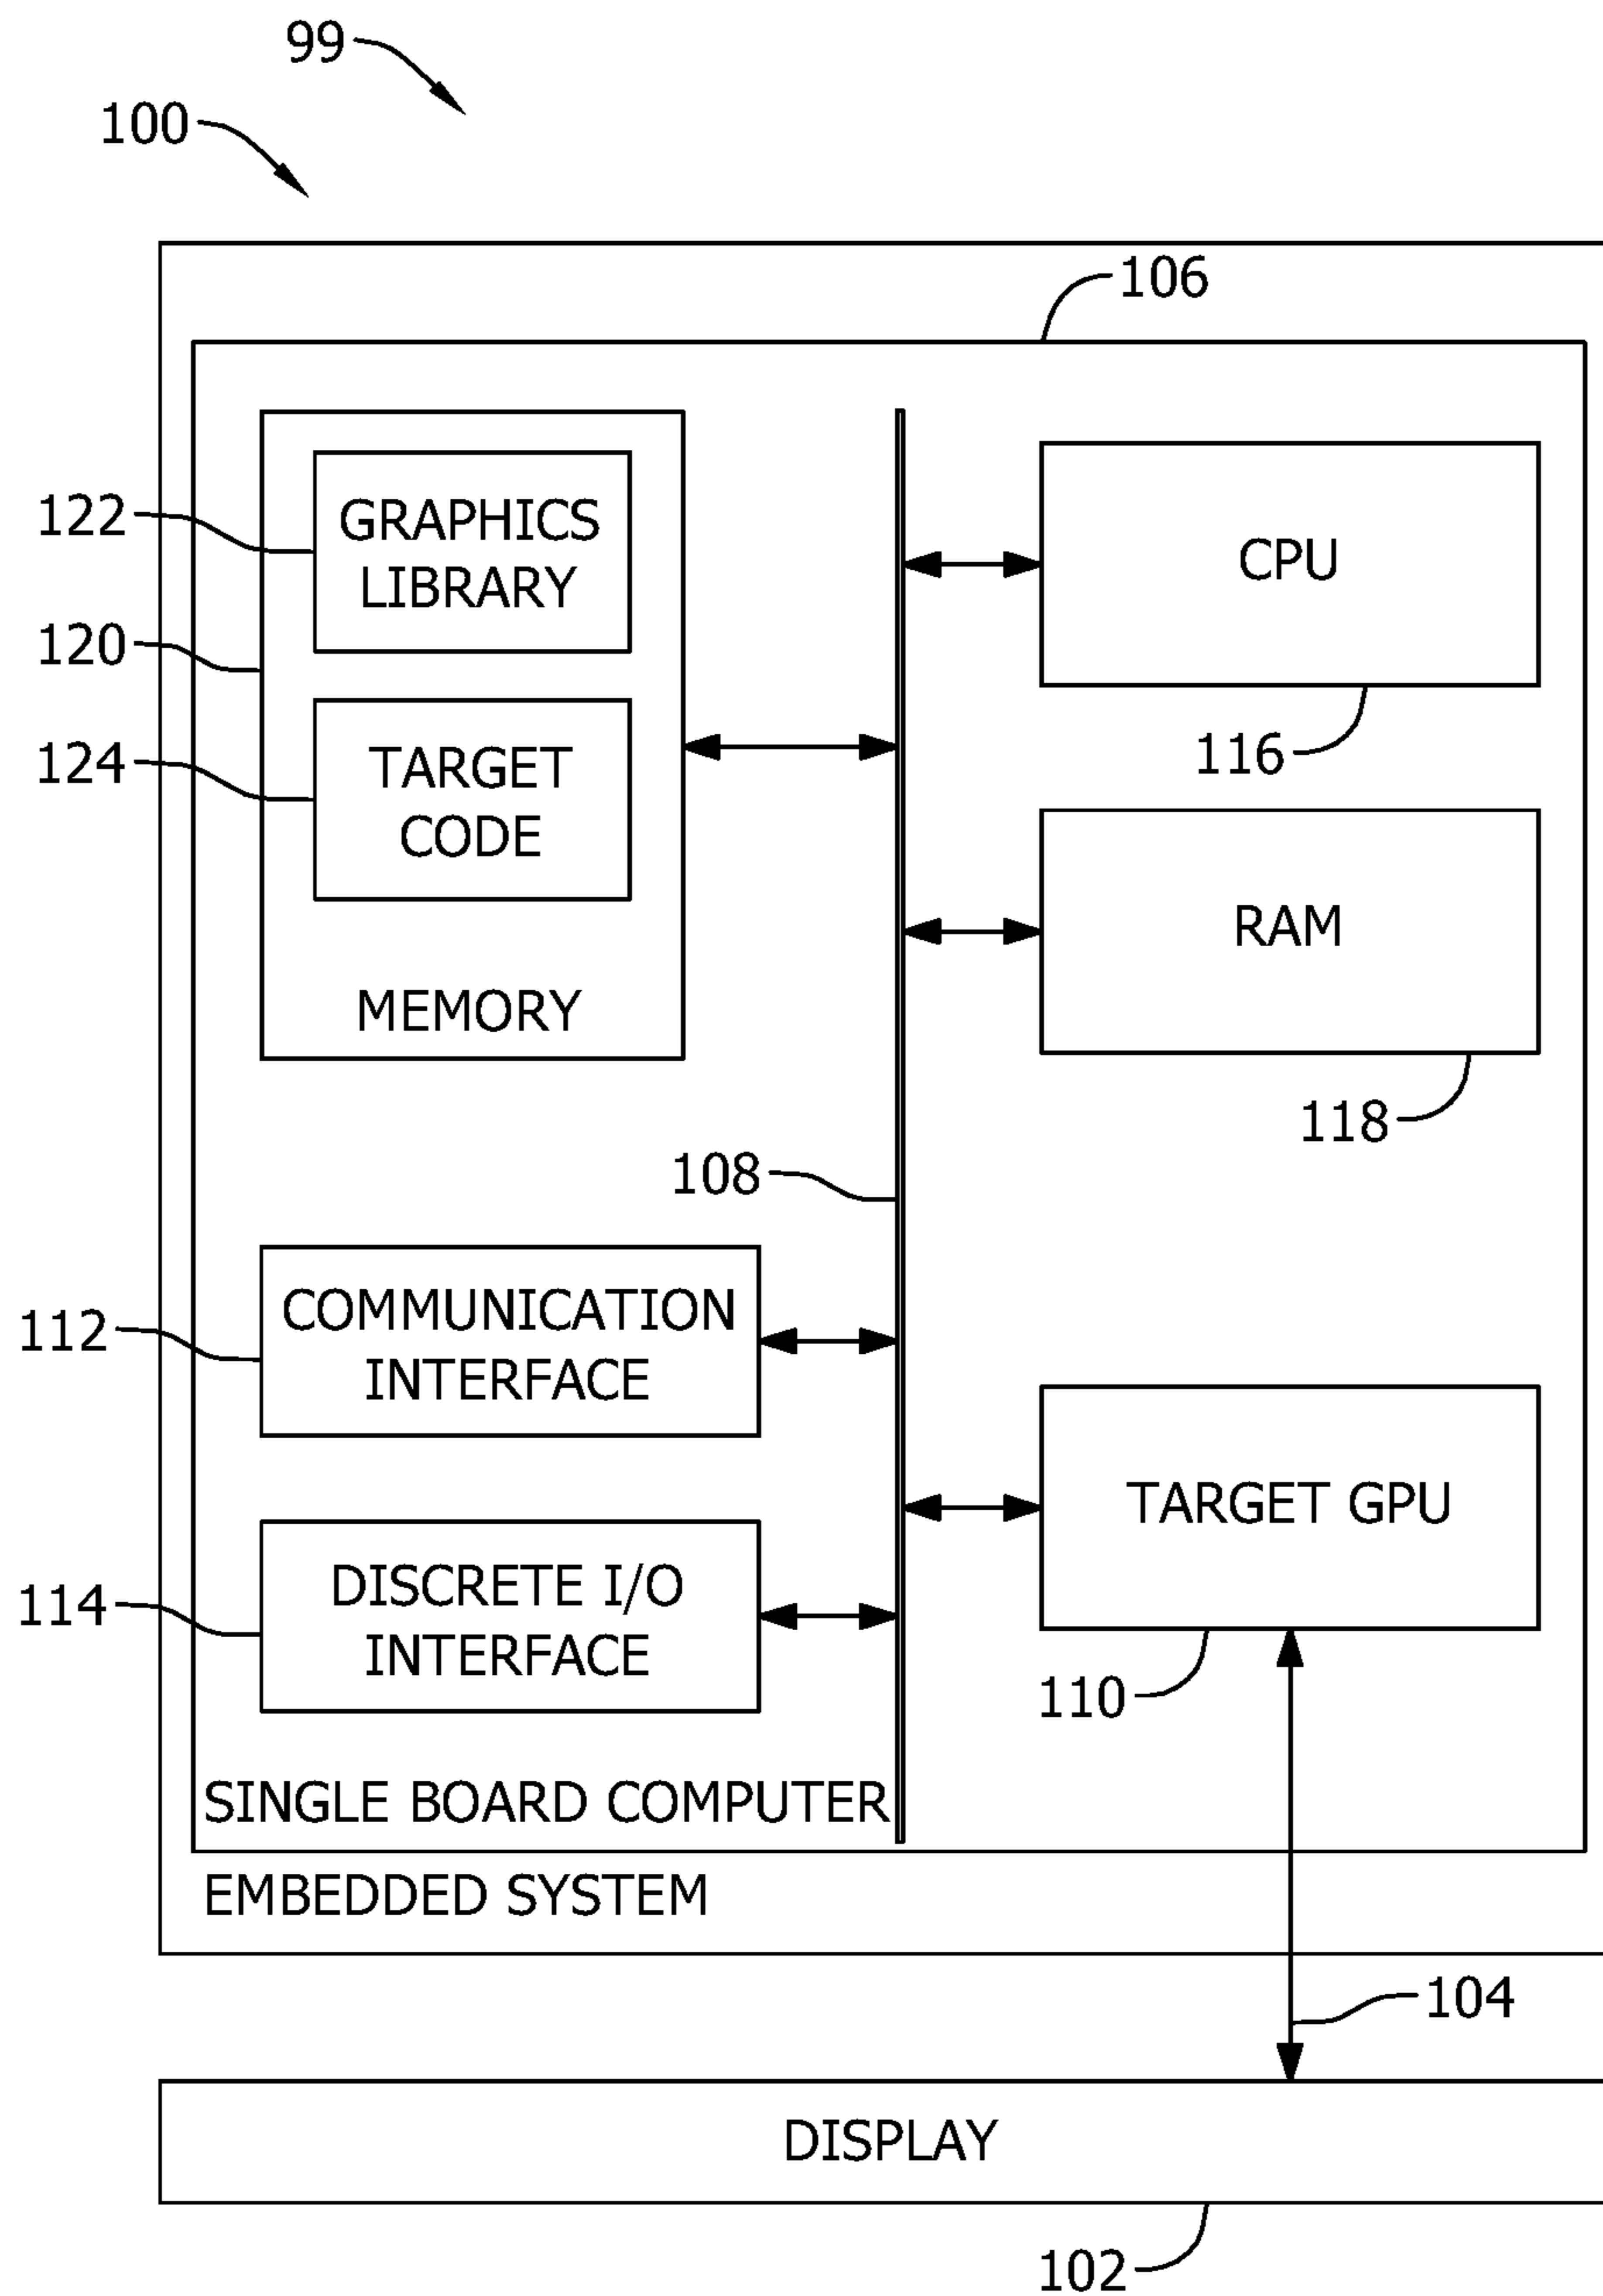 99
100
106
122
GRAPHICS
LIBRARY
CPU
120
124
TARGET
CODE
116
RAM
MEMORY
118
108
112
COMMUNICATION
INTERFACE
TARGET GPU
114
DISCRETE I/O
INTERFACE
110
SINGLE BOARD COMPUTER
EMBEDDED SYSTEM
104
DISPLAY
102